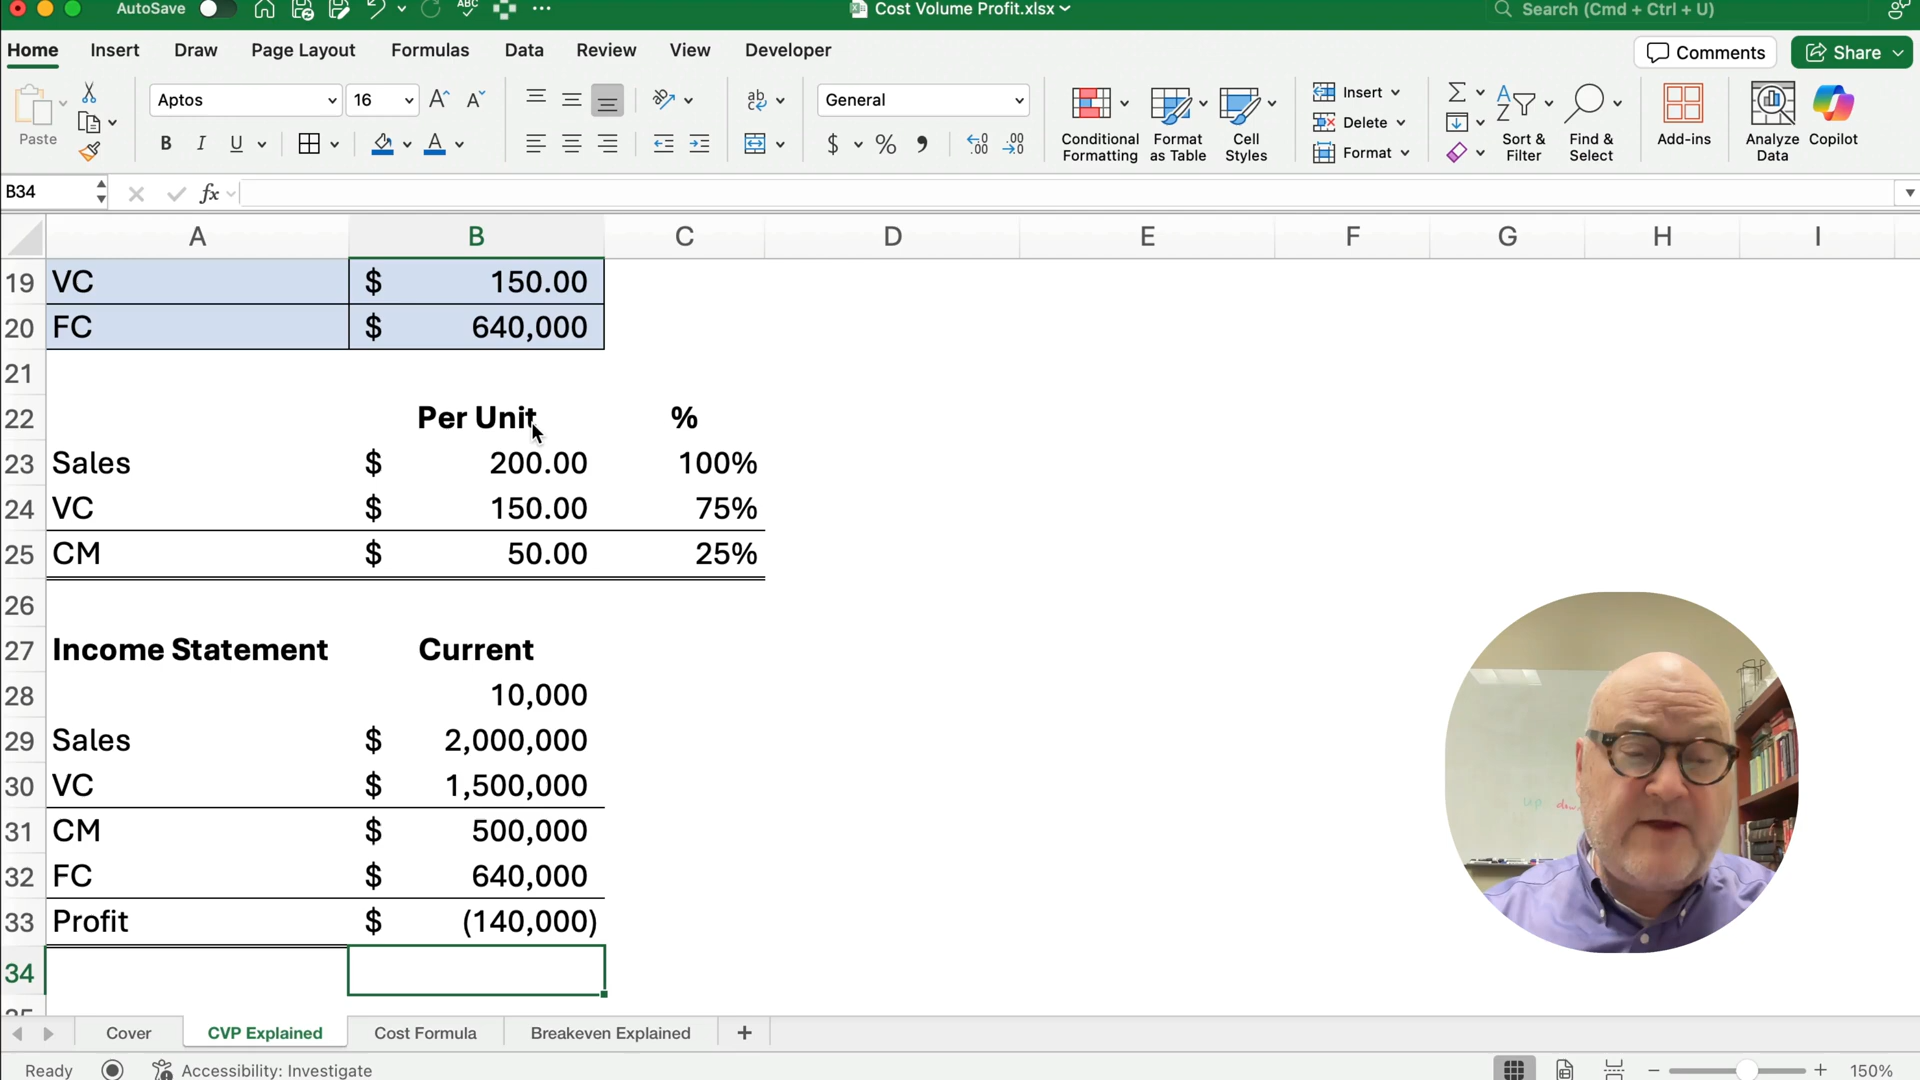 AutoSave
ABC
Cost Volume Profit.xlsx
Search (Cmd + Ctrl + U)
Home Insert Draw Page Layout Formulas Data Review View Developer
Comments Share
Paste
Aptos 16
General
Conditional Formatting
Format as Table
Cell Styles
Insert
Delete
Format
Sort & Filter
Find & Select
Add-ins
Analyze Data
Copilot
B34 fx
A B C D E F G H I
19 VC $ 150.00
20 FC $ 640,000
21
22 Per Unit %
23 Sales $ 200.00 100%
24 VC $ 150.00 75%
25 CM $ 50.00 25%
26
27 Income Statement Current
28 10,000
29 Sales $ 2,000,000
30 VC $ 1,500,000
31 CM $ 500,000
32 FC $ 640,000
33 Profit $ (140,000)
34
Cover CVP Explained Cost Formula Breakeven Explained +
Ready Accessibility: Investigate 150%